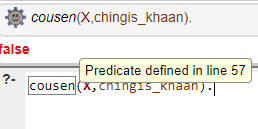 cousen(X,chingis_khaan).
false
Predicate defined in line 57
?- cousen(X,chingis_khaan).